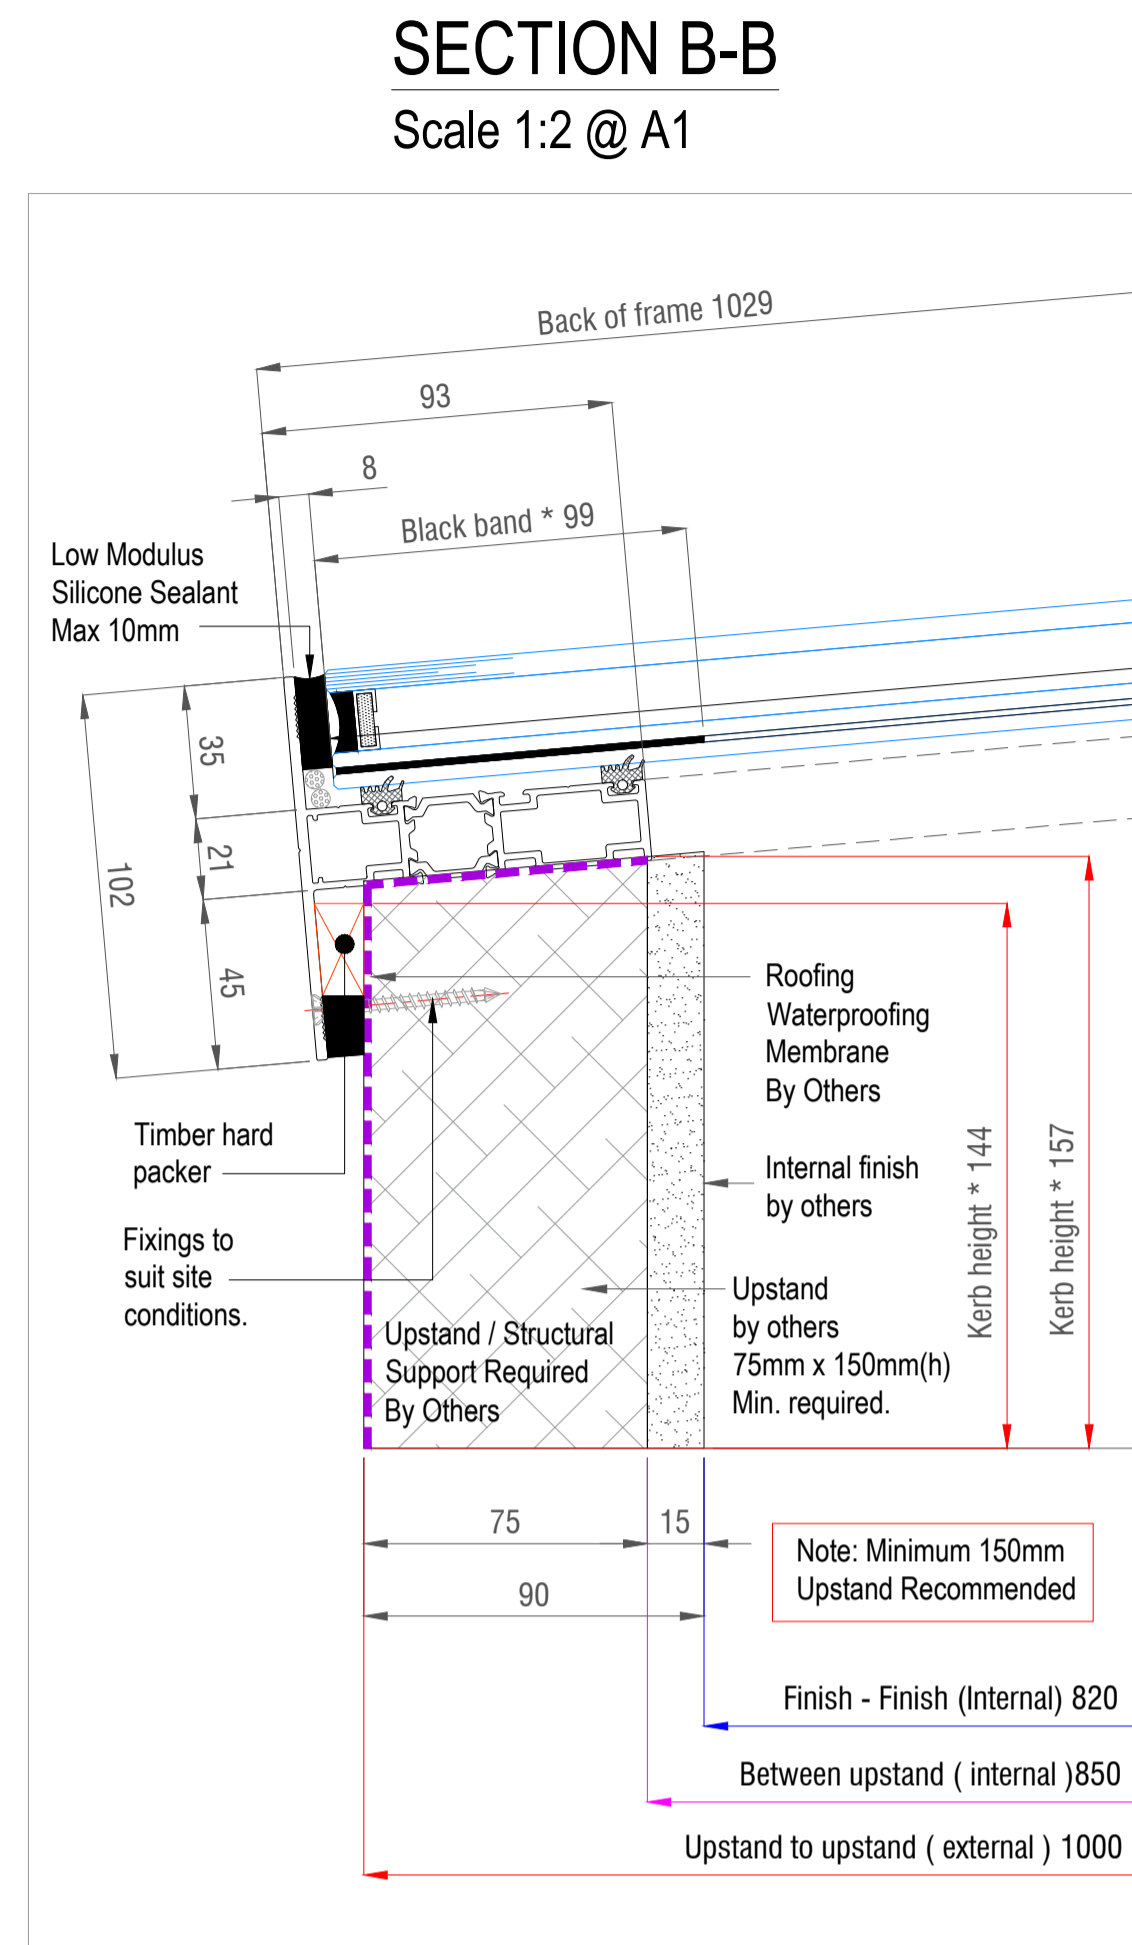 SECTION B-B
Scale 1:2 @ A1
Back of frame 1029
93
8
Black band * 99
Low Modulus
Silicone Sealant
Max 10mm
35
21
102
45
Roofing
Waterproofing
Membrane
By Others
Timber hard
packer
Internal finish
by others
Kerb height * 144
Kerb height * 157
Fixings to
suit site
conditions.
Upstand / Structural
Support Required
By Others
Upstand
by others
75mm x 150mm(h)
Min. required.
75
15
90
Note: Minimum 150mm
Upstand Recommended
Finish - Finish (Internal) 820
Between upstand ( internal )850
Upstand to upstand ( external ) 1000